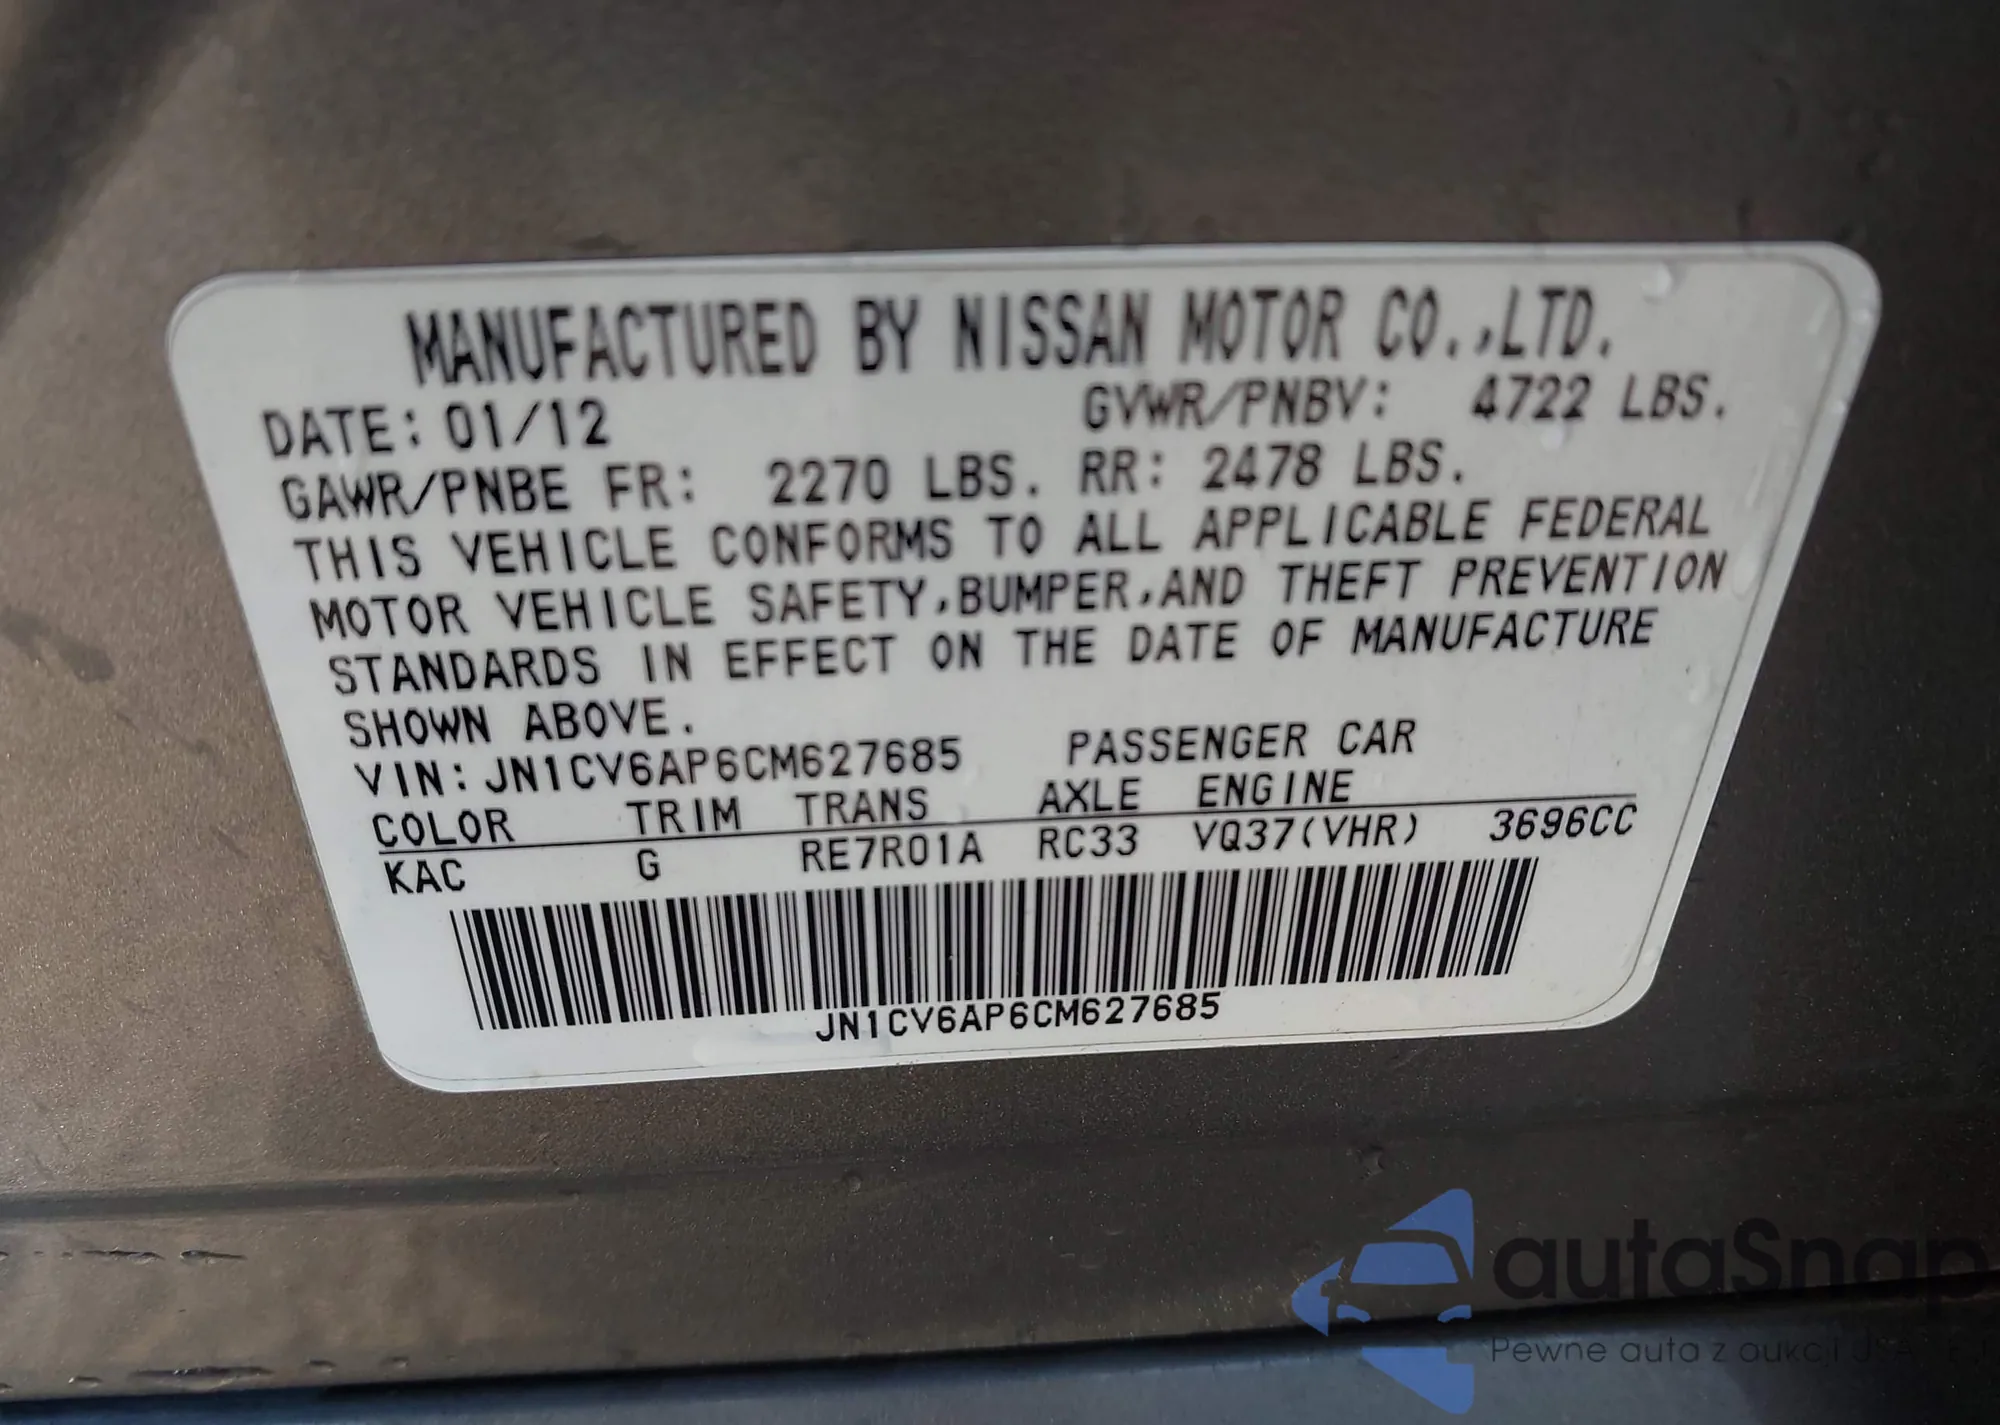 MANUFACTURED BY NISSAN MOTOR CO.,LTD.
DATE: 01/12 GVWR/PNBV: 4722 LBS.
GAWR/PNBE FR: 2270 LBS. RR: 2478 LBS.
THIS VEHICLE CONFORMS TO ALL APPLICABLE FEDERAL
MOTOR VEHICLE SAFETY,BUMPER,AND THEFT PREVENTION
STANDARDS IN EFFECT ON THE DATE OF MANUFACTURE
SHOWN ABOVE.
VIN: JN1CV6AP6CM627685 PASSENGER CAR
COLOR TRIM TRANS AXLE ENGINE
KAC G RE7R01A RC33 VQ37(VHR) 3696CC
JN1CV6AP6CM627685
autaSnap
Pewne auta z aukcji